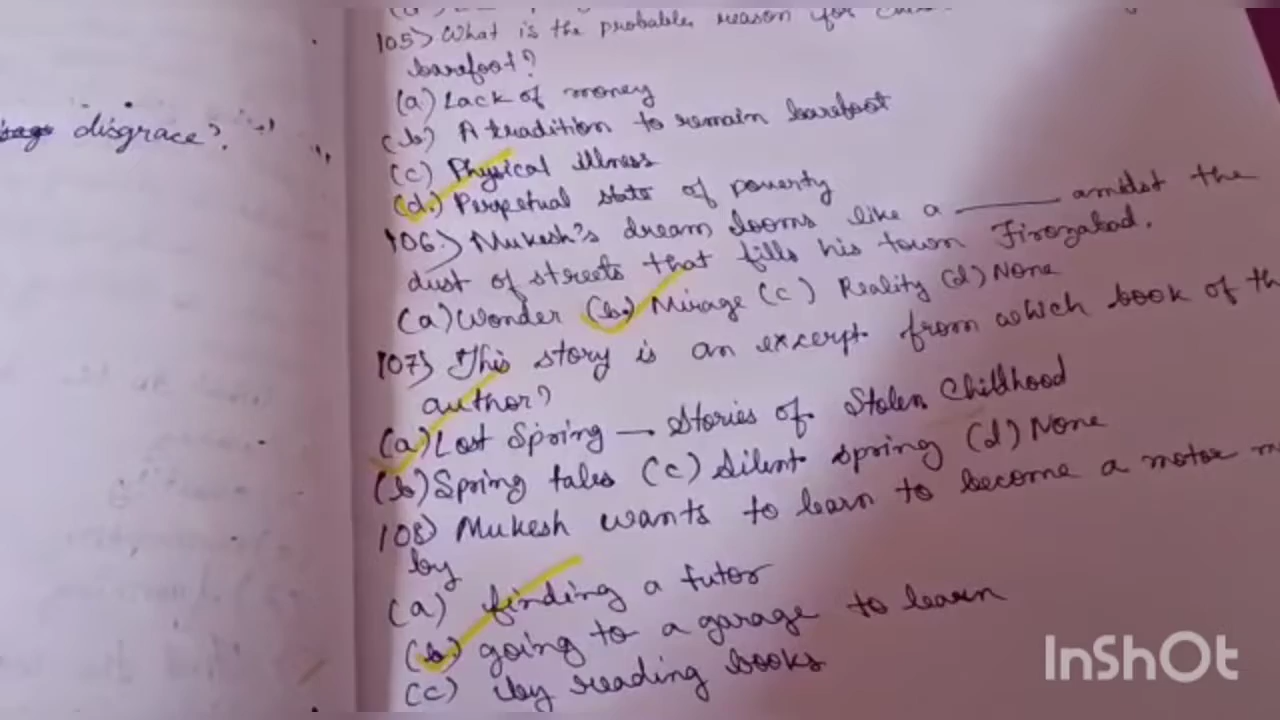 disgrace?
105) What is the probable reason for
barefoot?
(a) Lack of money
(b) A tradition to remain barefoot
(c) Physical illness
(d.) Perpetual state of poverty
106.) Mukesh's dream looms like a ______ amidst the
dust of streets that fills his town Firozabad.
(a) Wonder (b.) Mirage (c) Reality (d) None
107) This story is an excerpt from which book of the
author?
(a) Lost Spring — Stories of Stolen Childhood
(b) Spring tales (c) Silent spring (d) None
108) Mukesh wants to learn to become a motor
by
(a) finding a tutor
(b.) going to a garage to learn
(c) by reading books
InShOt